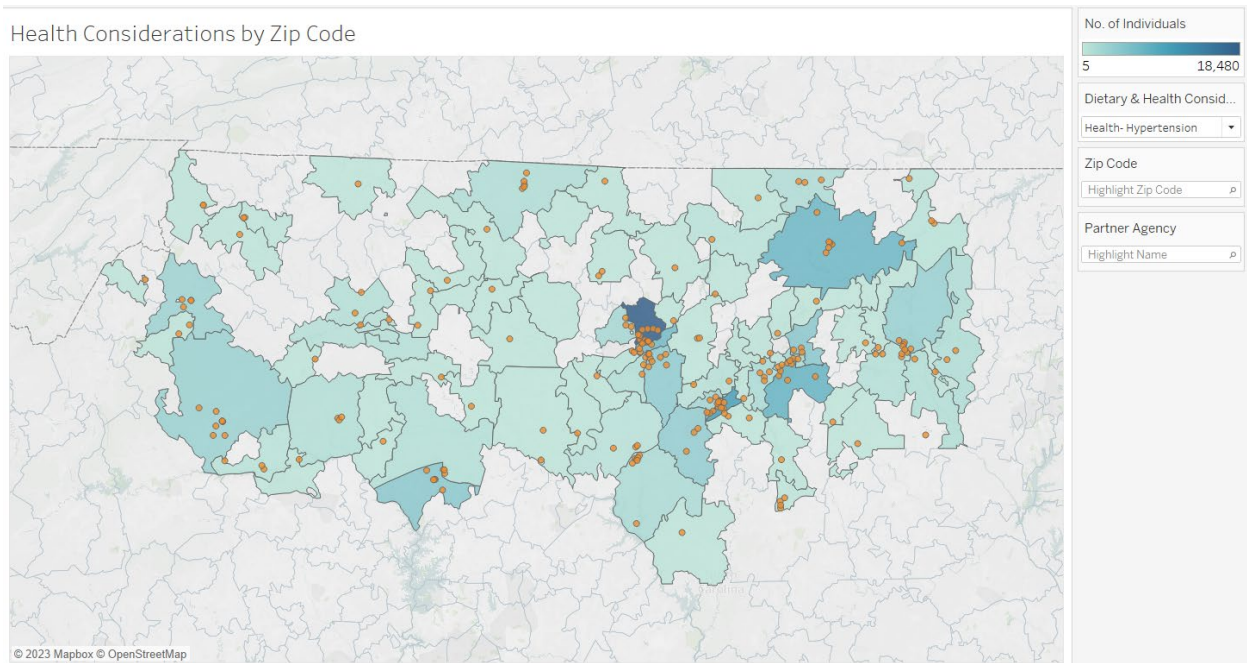 Health Considerations by Zip Code
No. of Individuals
5 18,480
Dietary & Health Consid...
Health- Hypertension
Zip Code
Highlight Zip Code
Partner Agency
Highlight Name
Carolina
© 2023 Mapbox © OpenStreetMap